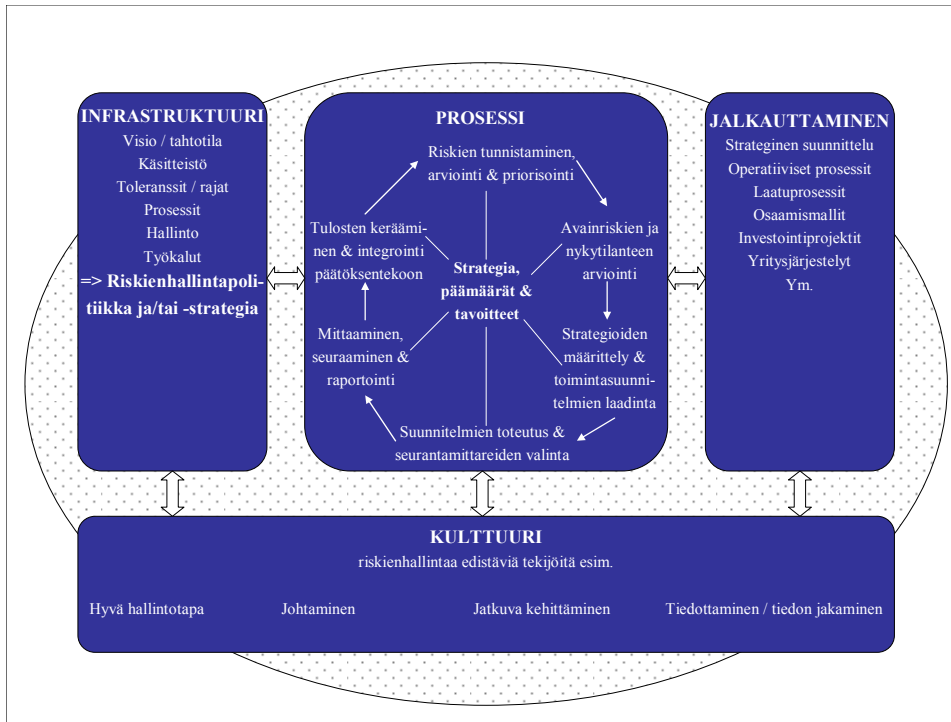 INFRASTRUKTUURI
Visio / tahtotila
Käsitteistö
Toleranssit / rajat
Prosessit
Hallinto
Työkalut
=> Riskienhallintapoli-
tiikka ja/tai -strategia
PROSESSI
Riskien tunnistaminen,
arviointi & priorisointi
Avainriskien ja
nykytilanteen
arviointi
Strategioiden
määrittely &
toimintasuunni-
telmien laadinta
Suunnitelmien toteutus &
seurantamittareiden valinta
Mittaaminen,
seuraaminen &
raportointi
Tulosten keräämi-
nen & integrointi
päätöksentekoon
Strategia,
päämäärät &
tavoitteet
JALKAUTTAMINEN
Strateginen suunnittelu
Operatiiviset prosessit
Laatuprosessit
Osaamismallit
Investointiprojektit
Yritysjärjestelyt
Ym.
KULTTUURI
riskienhallintaa edistäviä tekijöitä esim.
Hyvä hallintotapa
Johtaminen
Jatkuva kehittäminen
Tiedottaminen / tiedon jakaminen